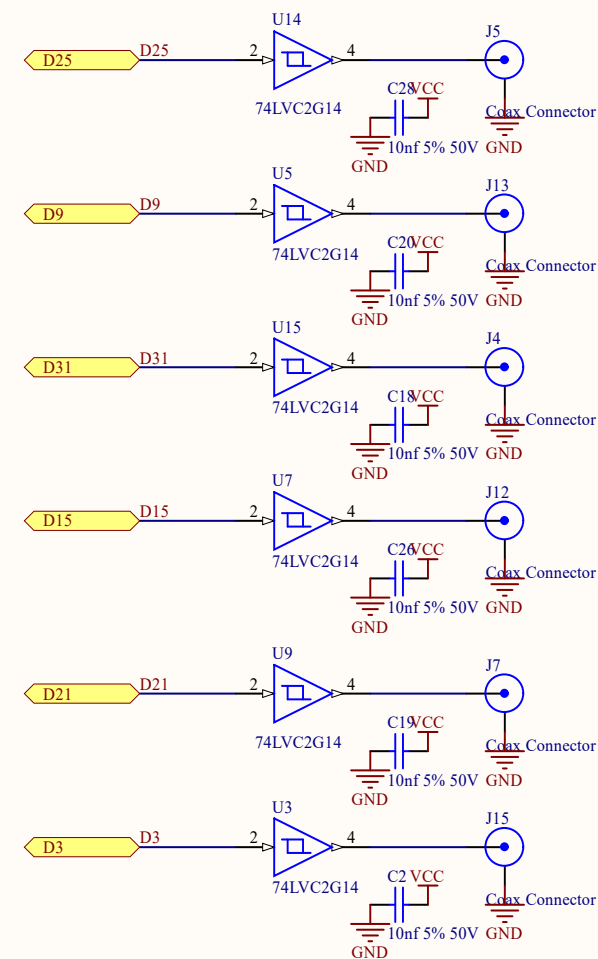 U14
J5
D25 D25 2 4
C28 VCC
74LVC2G14 Coax Connector
10nf 5% 50V GND
GND
U5
J13
D9 D9 2 4
C20 VCC
74LVC2G14 Coax Connector
10nf 5% 50V GND
GND
U15
J4
D31 D31 2 4
C18 VCC
74LVC2G14 Coax Connector
10nf 5% 50V GND
GND
U7
J12
D15 D15 2 4
C26 VCC
74LVC2G14 Coax Connector
10nf 5% 50V GND
GND
U9
J7
D21 D21 2 4
C19 VCC
74LVC2G14 Coax Connector
10nf 5% 50V GND
GND
U3
J15
D3 D3 2 4
C2 VCC
74LVC2G14 Coax Connector
10nf 5% 50V GND
GND